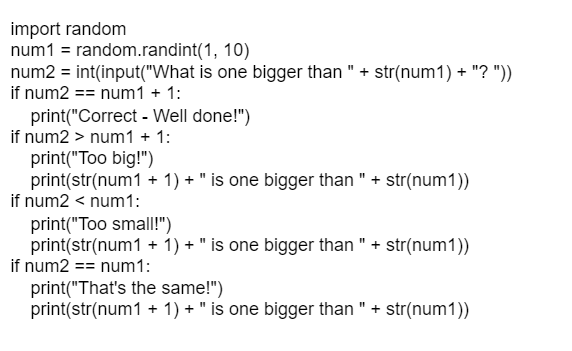 import random
num1 = random.randint(1, 10)
num2 = int(input("What is one bigger than " + str(num1) + "? "))
if num2 == num1 + 1:
    print("Correct - Well done!")
if num2 > num1 + 1:
    print("Too big!")
    print(str(num1 + 1) + " is one bigger than " + str(num1))
if num2 < num1:
    print("Too small!")
    print(str(num1 + 1) + " is one bigger than " + str(num1))
if num2 == num1:
    print("That's the same!")
    print(str(num1 + 1) + " is one bigger than " + str(num1))